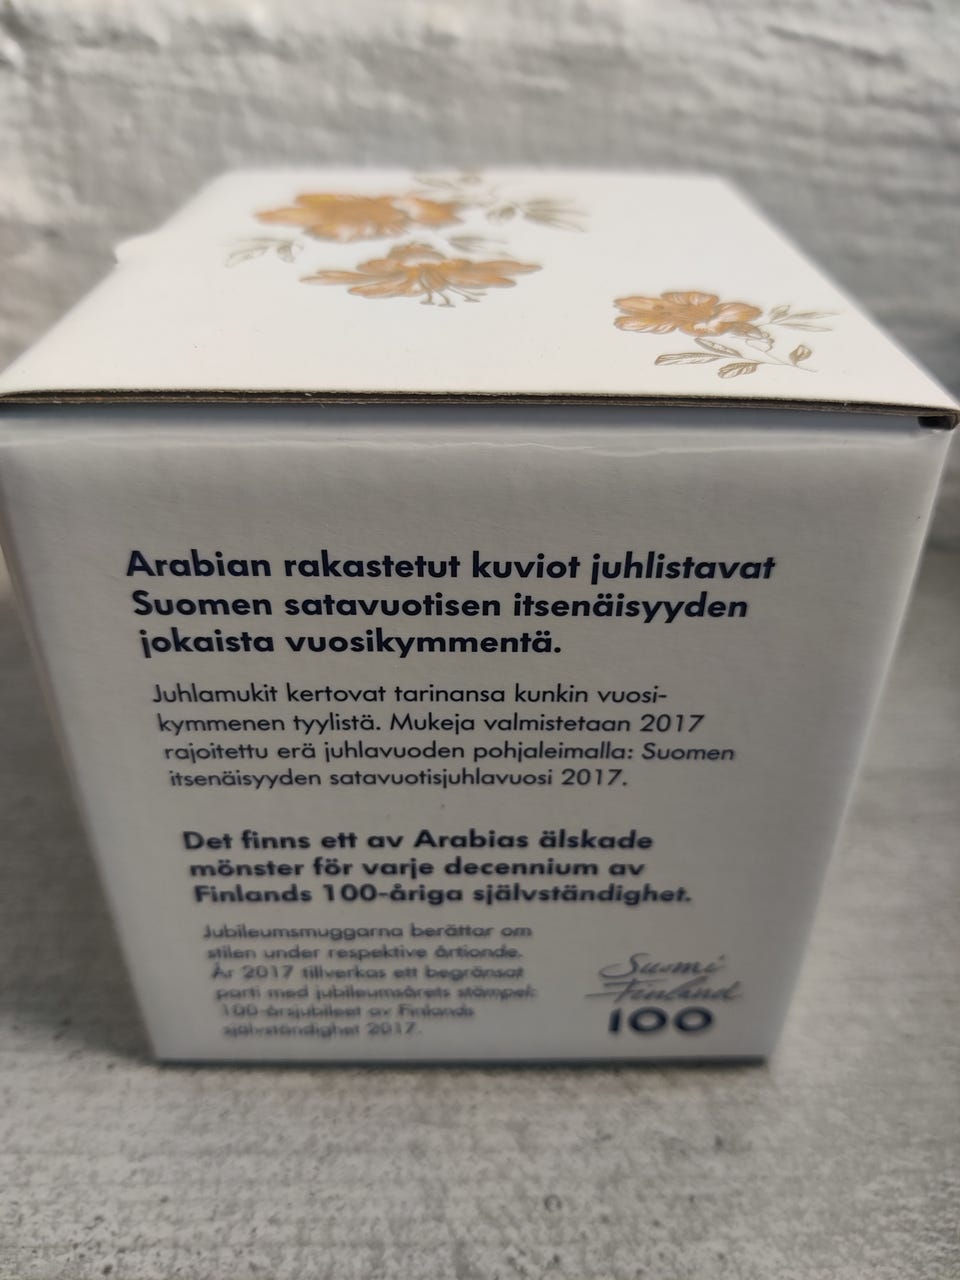 Arabian rakastetut kuviot juhlistavat
Suomen satavuotisen itsenäisyyden
jokaista vuosikymmentä.
Juhlamukit kertovat tarinansa kunkin vuosi-
kymmenen tyylistä. Mukeja valmistetaan 2017
rajoitettu erä juhlavuoden pohjaleimalla: Suomen
itsenäisyyden satavuotisjuhlavuosi 2017.
Det finns ett av Arabias älskade
mönster för varje decennium av
Finlands 100-åriga självständighet.
Jubileumsmuggarna berättar om
stilen under respektive årtionde.
År 2017 tillverkas ett begränsat
parti med jubileumsårets stämpel:
100-årsjubileet av Finlands
självständighet 2017.
Suomi
Finland
100